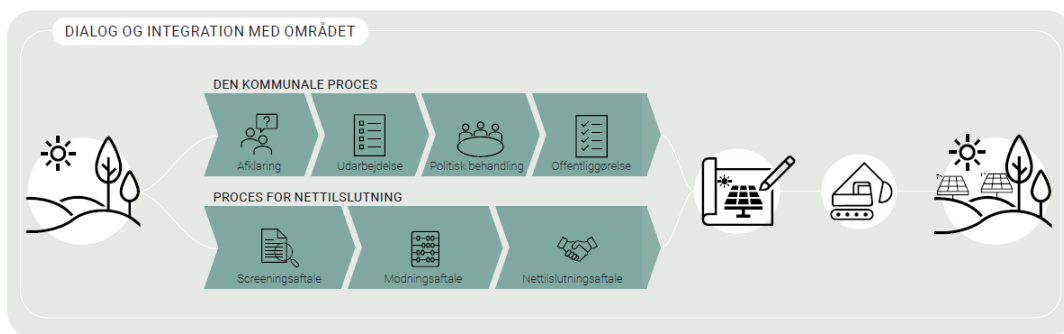 DIALOG OG INTEGRATION MED OMRÅDET
DEN KOMMUNALE PROCES
Afklaring
Udarbejdelse
Politisk behandling
Offentliggørelse
PROCES FOR NETTILSLUTNING
Screeningsaftale
Modningsaftale
Nettilslutningsaftale